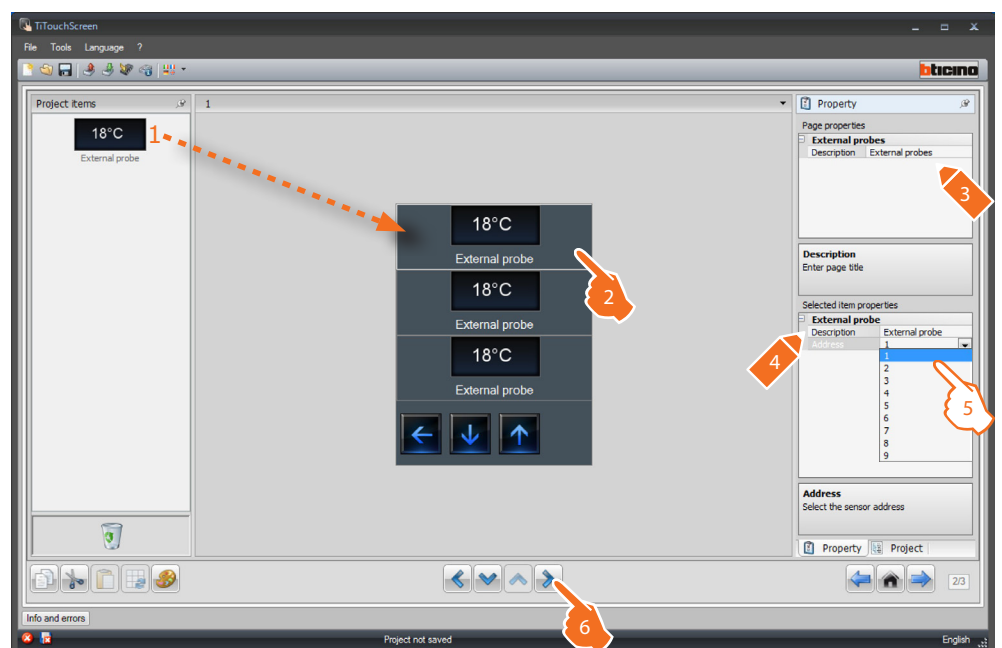 TiTouchScreen
File Tools Language ?
bticino
Project items
1
Property
18°C
1
External probe
Page properties
External probes
Description External probes
3
18°C
External probe
2
18°C
External probe
18°C
External probe
Description
Enter page title
Selected item properties
External probe
Description External probe
Address 1
4
1
2
3
4
5
6
7
8
9
5
Address
Select the sensor address
Property Project
2/3
6
Info and errors
Project not saved
English